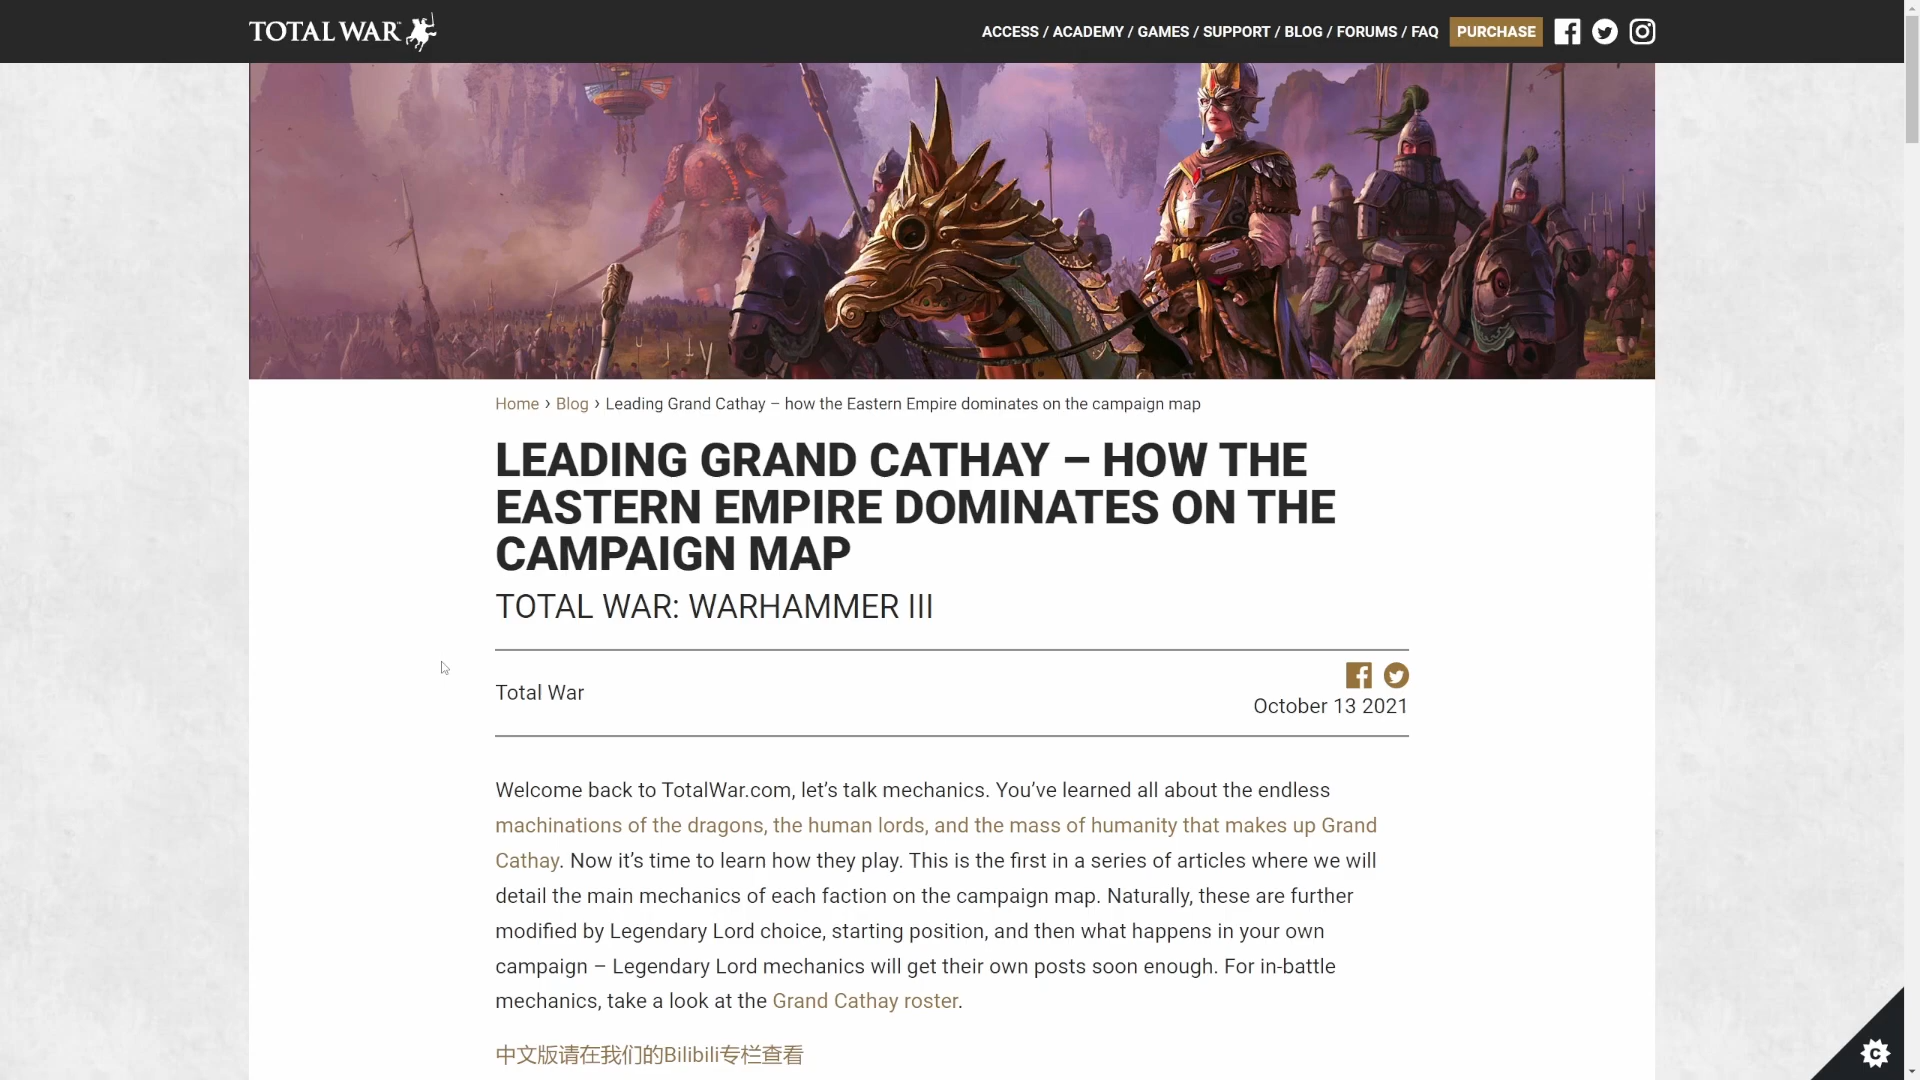 TOTAL WAR
ACCESS / ACADEMY / GAMES / SUPPORT / BLOG / FORUMS / FAQ PURCHASE
Home › Blog › Leading Grand Cathay – how the Eastern Empire dominates on the campaign map
LEADING GRAND CATHAY – HOW THE
EASTERN EMPIRE DOMINATES ON THE
CAMPAIGN MAP
TOTAL WAR: WARHAMMER III
Total War
October 13 2021
Welcome back to TotalWar.com, let’s talk mechanics. You’ve learned all about the endless
machinations of the dragons, the human lords, and the mass of humanity that makes up Grand
Cathay. Now it’s time to learn how they play. This is the first in a series of articles where we will
detail the main mechanics of each faction on the campaign map. Naturally, these are further
modified by Legendary Lord choice, starting position, and then what happens in your own
campaign – Legendary Lord mechanics will get their own posts soon enough. For in-battle
mechanics, take a look at the Grand Cathay roster.
中文版请在我们的Bilibili专栏查看
C